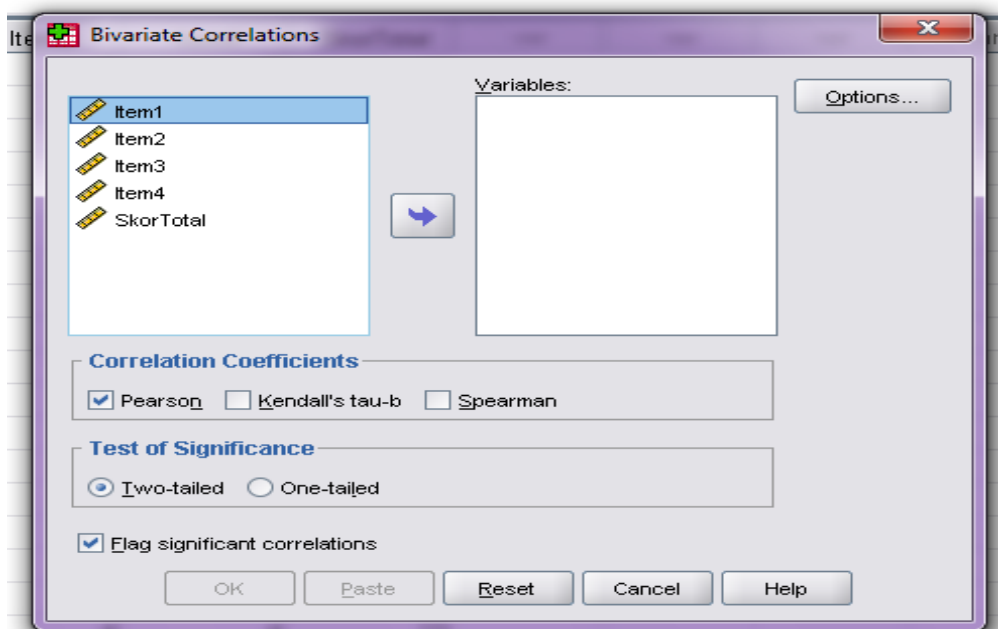 Ite
Bivariate Correlations
Variables:
Options...
Item1
Item2
Item3
Item4
SkorTotal
Correlation Coefficients
Pearson Kendall's tau-b Spearman
Test of Significance
Two-tailed One-tailed
Flag significant correlations
OK Paste Reset Cancel Help